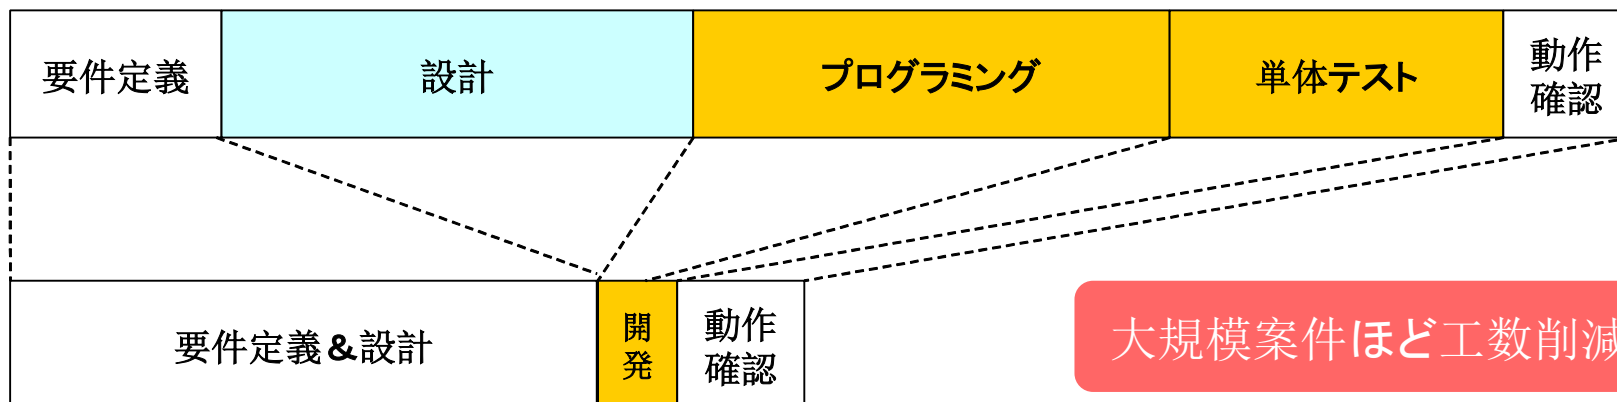 要件定義
設計
プログラミング
単体テスト
動作
確認
要件定義&設計
開
発
動作
確認
大規模案件ほど工数削減